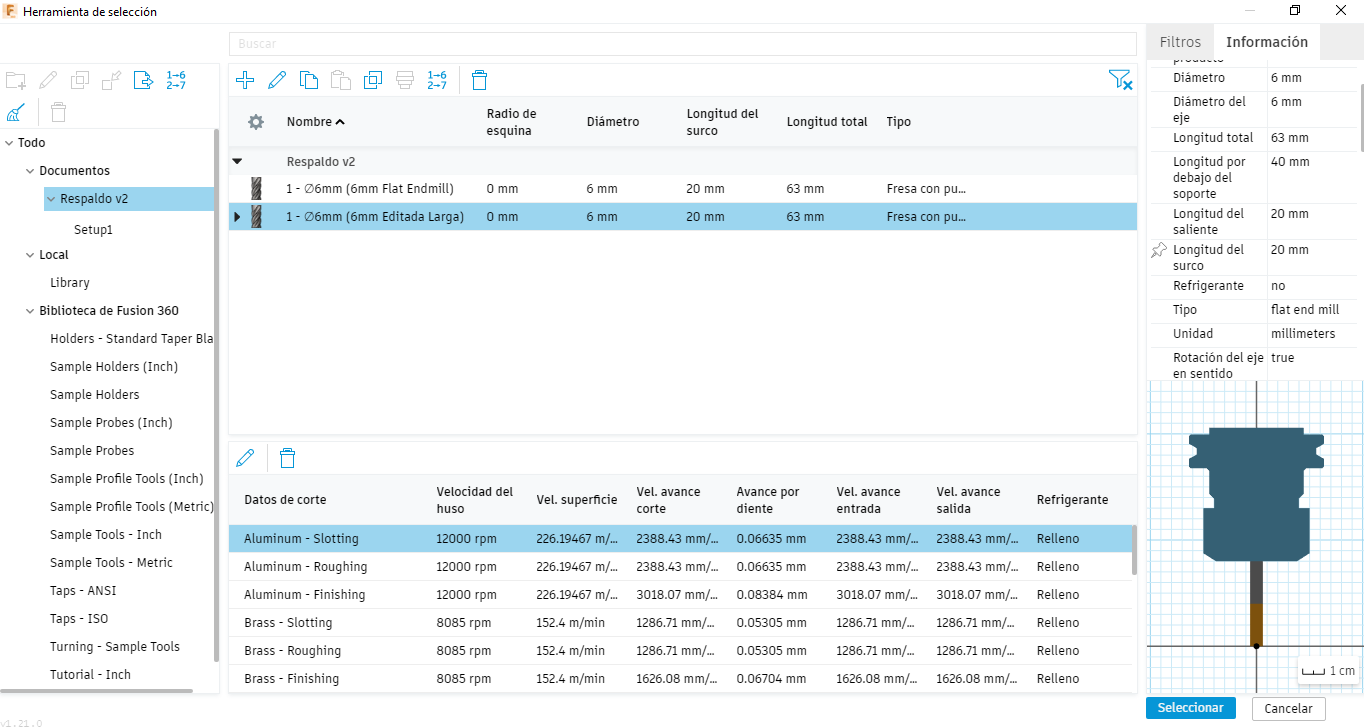 Herramienta de selección
Buscar
Filtros Información
1→6
2→7
1→6
2→7
Todo
Documentos
Respaldo v2
Setup1
Local
Library
Biblioteca de Fusion 360
Holders - Standard Taper Bla
Sample Holders (Inch)
Sample Holders
Sample Probes (Inch)
Sample Probes
Sample Profile Tools (Inch)
Sample Profile Tools (Metric)
Sample Tools - Inch
Sample Tools - Metric
Taps - ANSI
Taps - ISO
Turning - Sample Tools
Tutorial - Inch
v1.21.0
Nombre Radio de esquina Diámetro Longitud del surco Longitud total Tipo
Respaldo v2
1 - ∅6mm (6mm Flat Endmill) 0 mm 6 mm 20 mm 63 mm Fresa con pu...
1 - ∅6mm (6mm Editada Larga) 0 mm 6 mm 20 mm 63 mm Fresa con pu...
Datos de corte Velocidad del huso Vel. superficie Vel. avance corte Avance por diente Vel. avance entrada Vel. avance salida Refrigerante
Aluminum - Slotting 12000 rpm 226.19467 m/... 2388.43 mm/... 0.06635 mm 2388.43 mm/... 2388.43 mm/... Relleno
Aluminum - Roughing 12000 rpm 226.19467 m/... 2388.43 mm/... 0.06635 mm 2388.43 mm/... 2388.43 mm/... Relleno
Aluminum - Finishing 12000 rpm 226.19467 m/... 3018.07 mm/... 0.08384 mm 3018.07 mm/... 3018.07 mm/... Relleno
Brass - Slotting 8085 rpm 152.4 m/min 1286.71 mm/... 0.05305 mm 1286.71 mm/... 1286.71 mm/... Relleno
Brass - Roughing 8085 rpm 152.4 m/min 1286.71 mm/... 0.05305 mm 1286.71 mm/... 1286.71 mm/... Relleno
Brass - Finishing 8085 rpm 152.4 m/min 1626.08 mm/... 0.06704 mm 1626.08 mm/... 1626.08 mm/... Relleno
producto
Diámetro 6 mm
Diámetro del 6 mm
eje
Longitud total 63 mm
Longitud por 40 mm
debajo del
soporte
Longitud del 20 mm
saliente
Longitud del 20 mm
surco
Refrigerante no
Tipo flat end mill
Unidad millimeters
Rotación del eje true
en sentido
1 cm
Seleccionar Cancelar